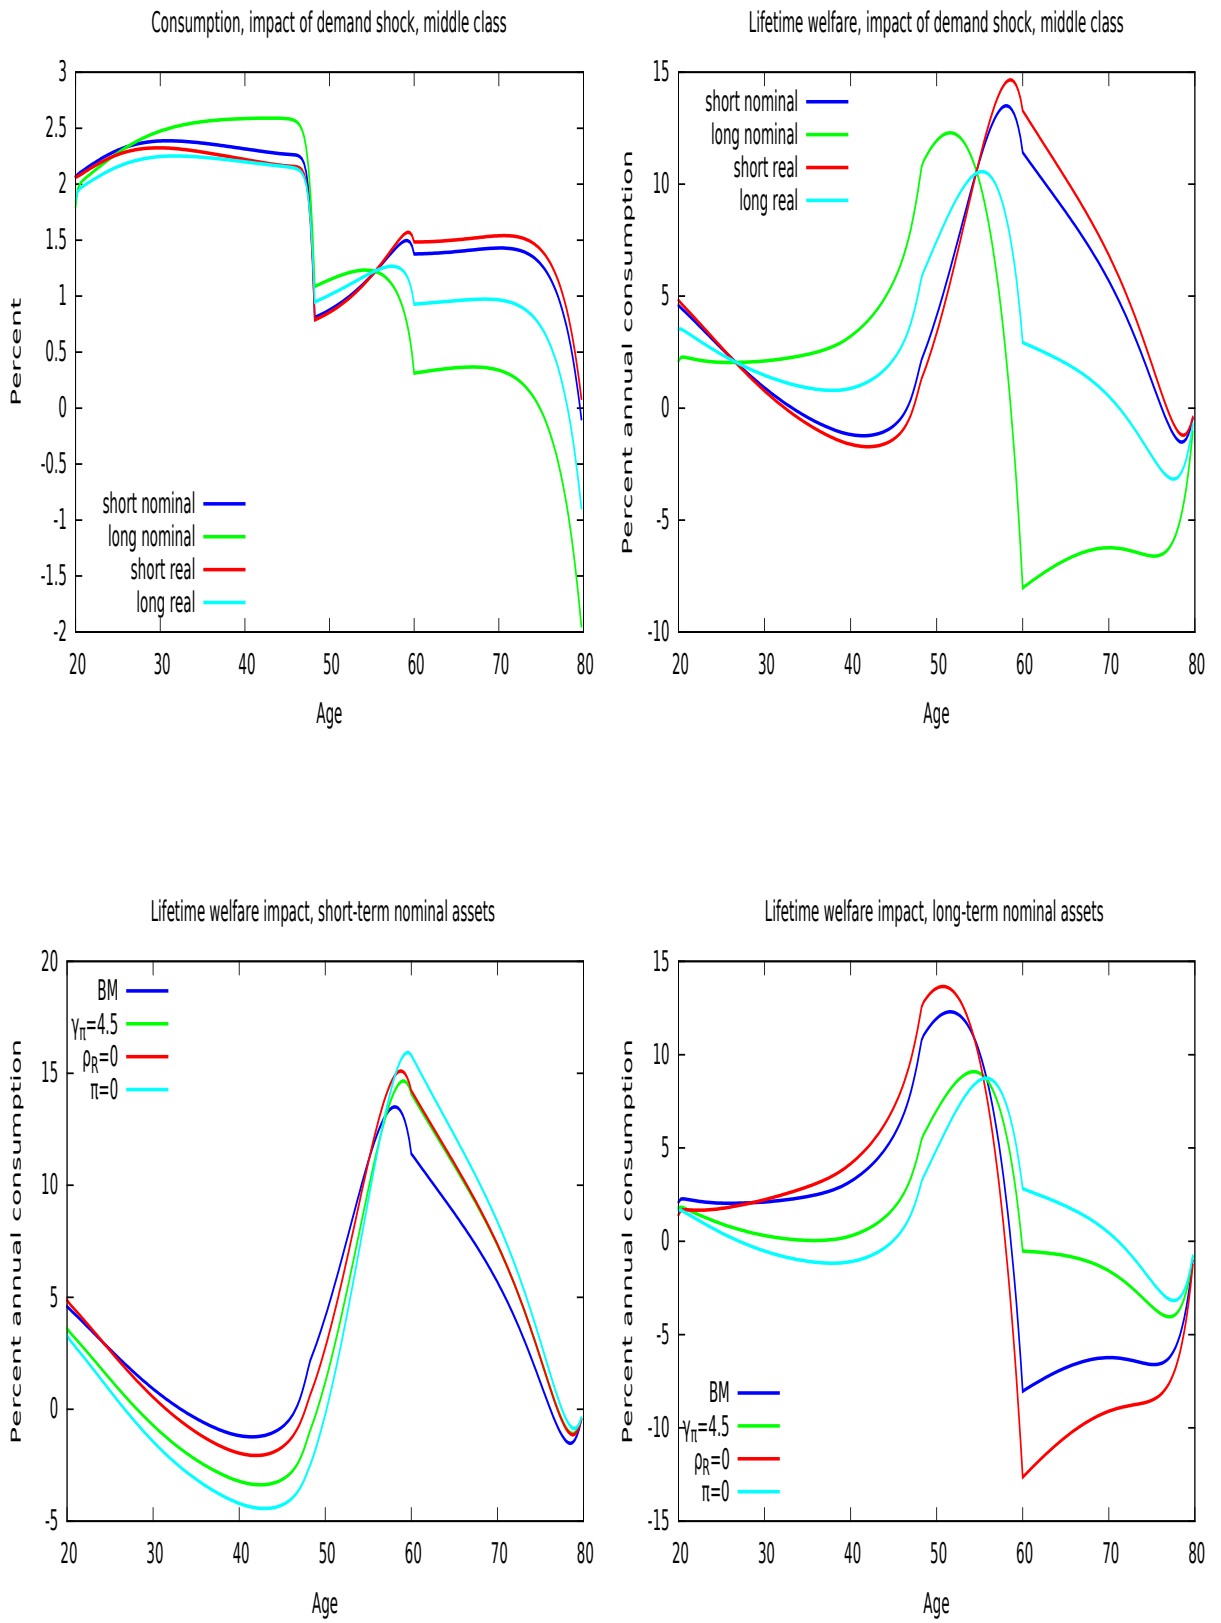 Consumption, impact of demand shock, middle class
3
2.5
2
1.5
1
0.5
0
-0.5
-1
-1.5
-2
Percent
short nominal
long nominal
short real
long real
20 30 40 50 60 70 80
Age
Lifetime welfare, impact of demand shock, middle class
15
10
5
0
-5
-10
Percent annual consumption
short nominal
long nominal
short real
long real
20 30 40 50 60 70 80
Age
Lifetime welfare impact, short-term nominal assets
20
15
10
5
0
-5
Percent annual consumption
BM
γπ=4.5
ρR=0
π=0
20 30 40 50 60 70 80
Age
Lifetime welfare impact, long-term nominal assets
15
10
5
0
-5
-10
-15
Percent annual consumption
BM
γπ=4.5
ρR=0
π=0
20 30 40 50 60 70 80
Age